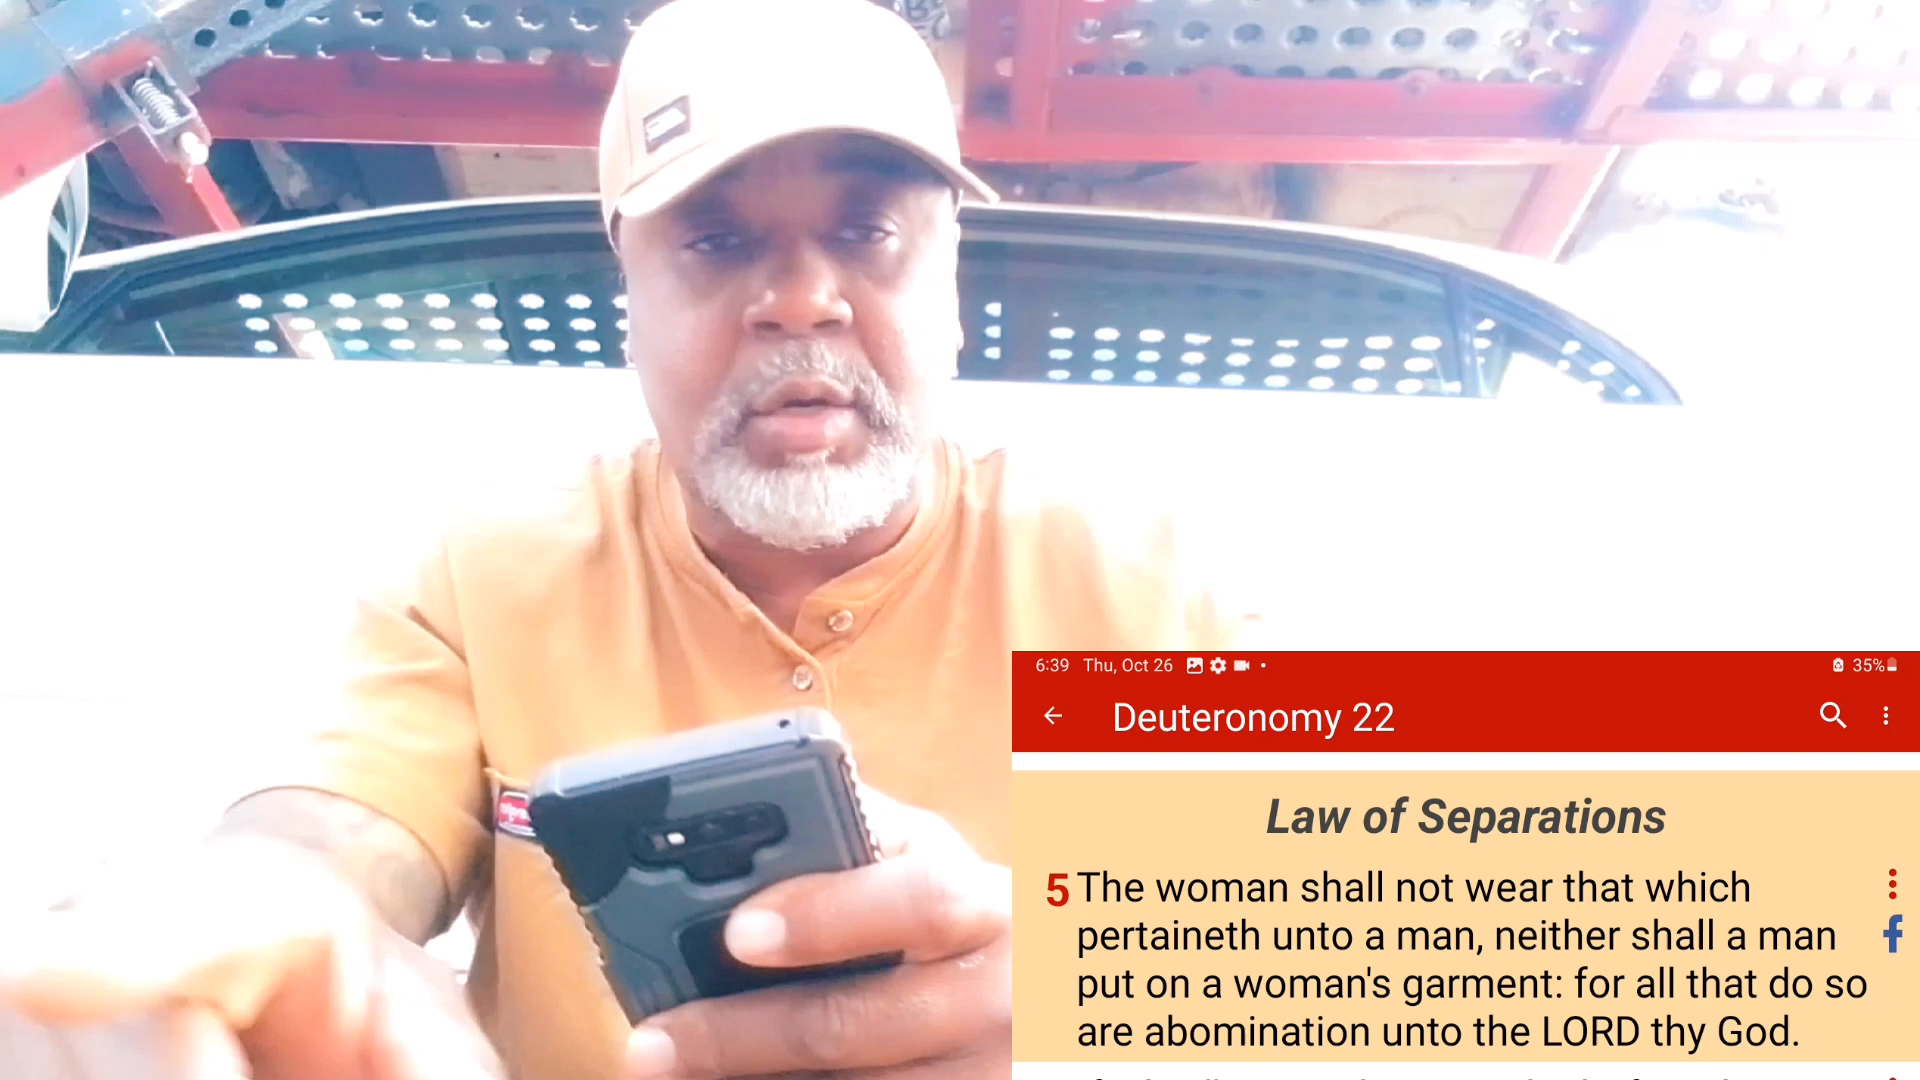 6:39 Thu, Oct 26
35%
Deuteronomy 22
Law of Separations
5 The woman shall not wear that which
pertaineth unto a man, neither shall a man
put on a woman's garment: for all that do so
are abomination unto the LORD thy God.